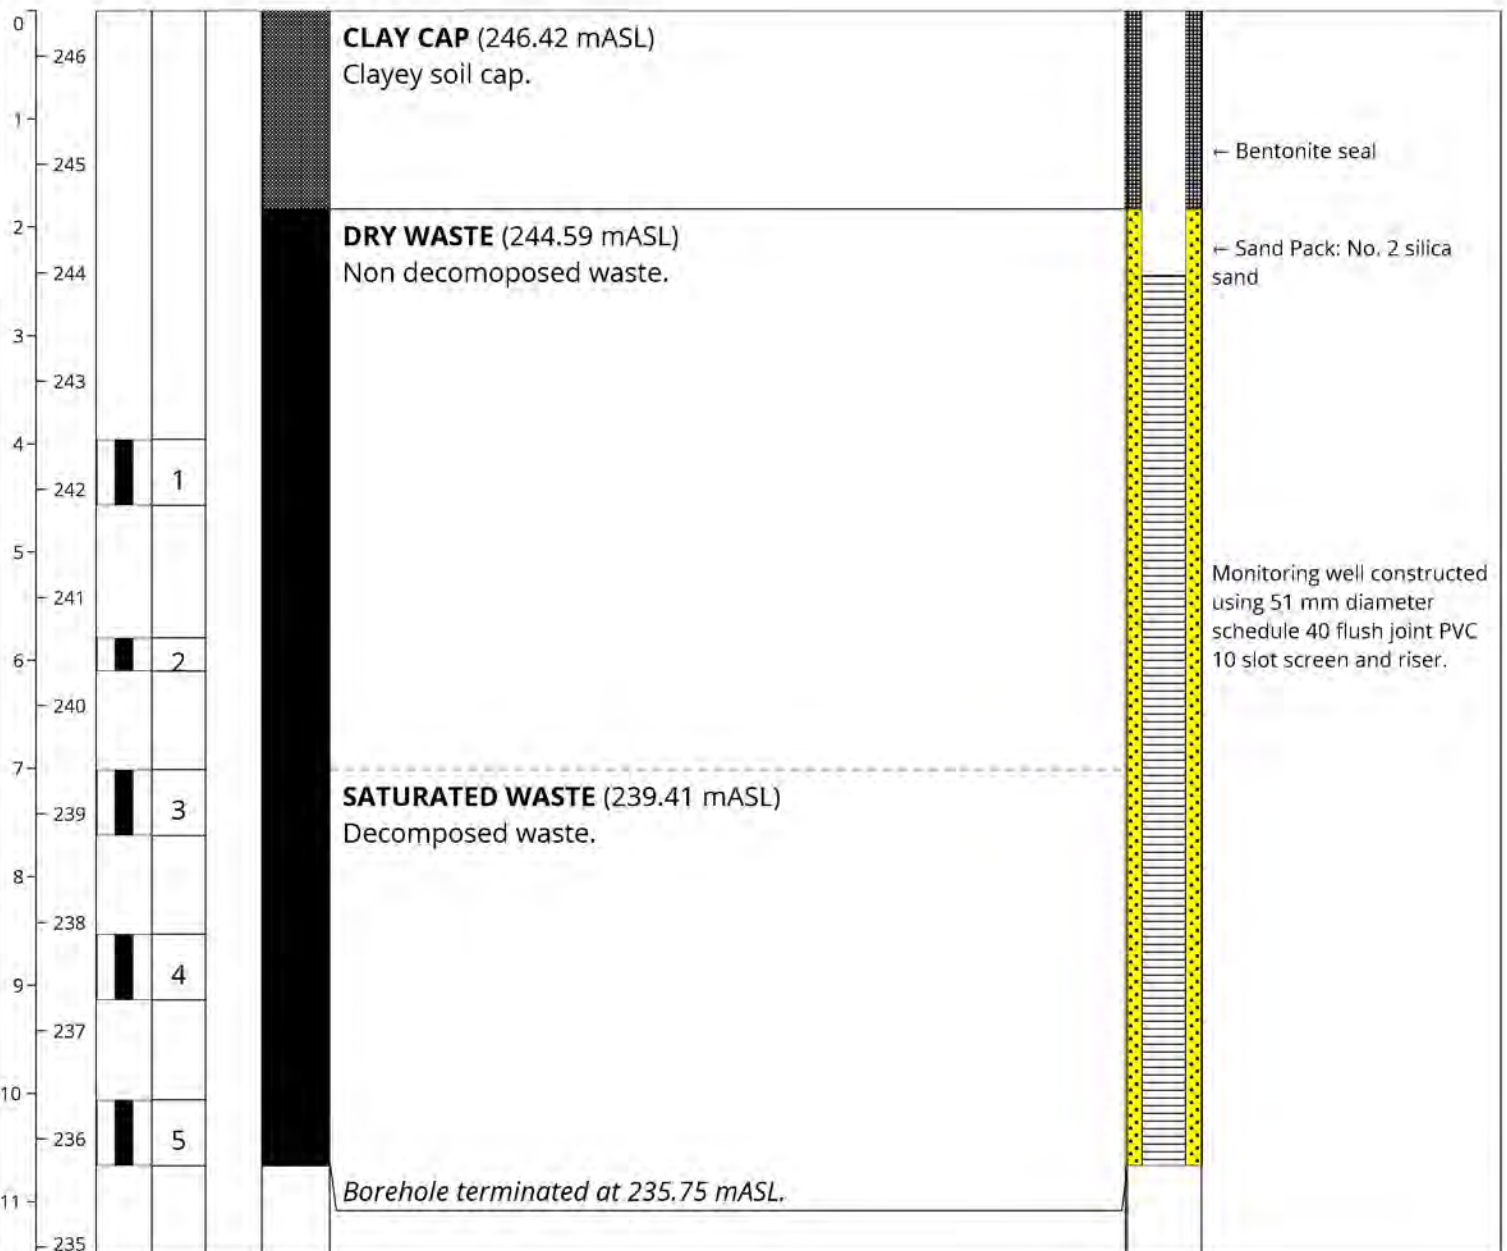 0
246
CLAY CAP (246.42 mASL)
Clayey soil cap.
1
245
← Bentonite seal
2
DRY WASTE (244.59 mASL)
← Sand Pack: No. 2 silica
sand
244
Non decomoposed waste.
3
243
4
242
1
5
Monitoring well constructed
using 51 mm diameter
schedule 40 flush joint PVC
10 slot screen and riser.
241
6
2
240
7
SATURATED WASTE (239.41 mASL)
239
3
Decomposed waste.
8
238
9
4
237
10
236
5
Borehole terminated at 235.75 mASL.
11
235